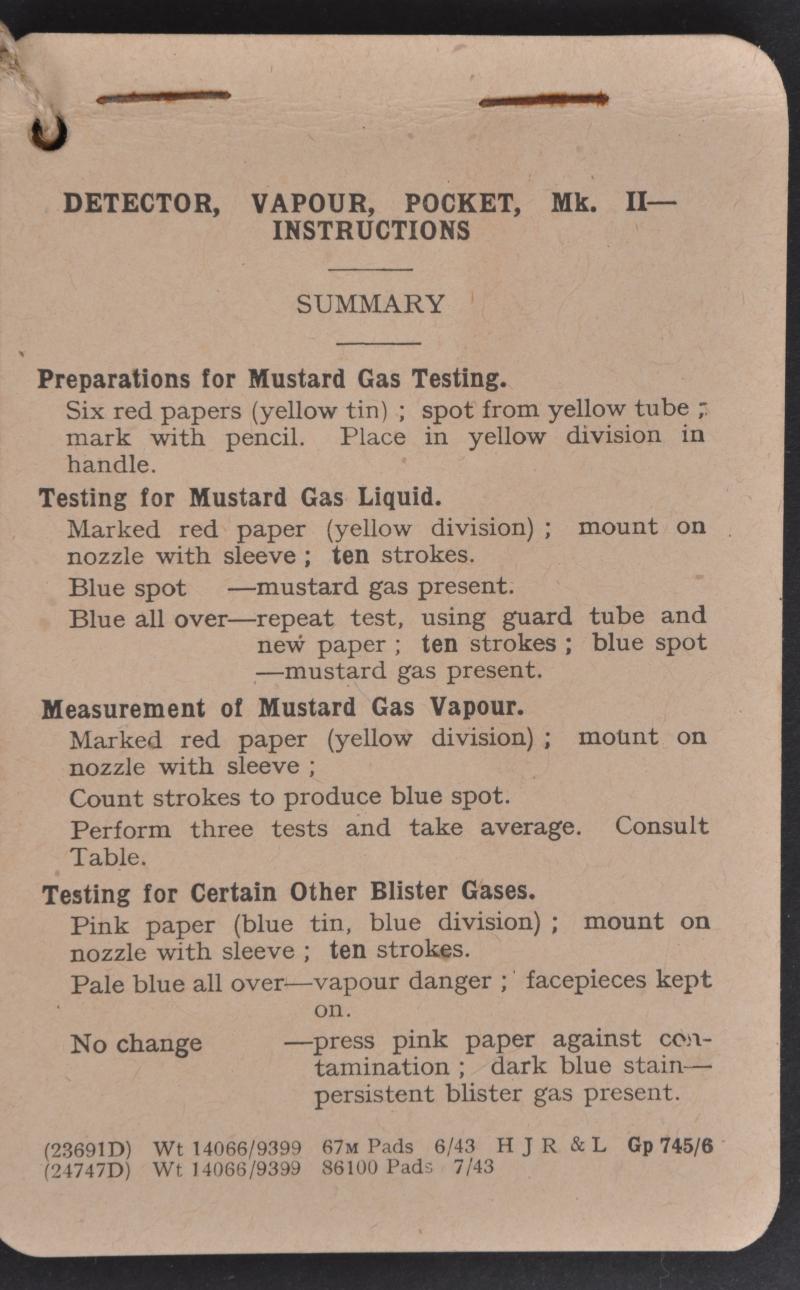 DETECTOR, VAPOUR, POCKET, Mk. II—
INSTRUCTIONS
SUMMARY
Preparations for Mustard Gas Testing.
Six red papers (yellow tin) ; spot from yellow tube ;
mark with pencil. Place in yellow division in
handle.
Testing for Mustard Gas Liquid.
Marked red paper (yellow division) ; mount on
nozzle with sleeve ; ten strokes.
Blue spot —mustard gas present.
Blue all over—repeat test, using guard tube and
new paper ; ten strokes ; blue spot
—mustard gas present.
Measurement of Mustard Gas Vapour.
Marked red paper (yellow division) ; mount on
nozzle with sleeve ;
Count strokes to produce blue spot.
Perform three tests and take average. Consult
Table.
Testing for Certain Other Blister Gases.
Pink paper (blue tin, blue division) ; mount on
nozzle with sleeve ; ten strokes.
Pale blue all over—vapour danger ; facepieces kept
on.
No change —press pink paper against con-
tamination ; dark blue stain—
persistent blister gas present.
(23691D) Wt 14066/9399 67M Pads 6/43 H J R & L Gp 745/6
(24747D) Wt 14066/9399 86100 Pads 7/43